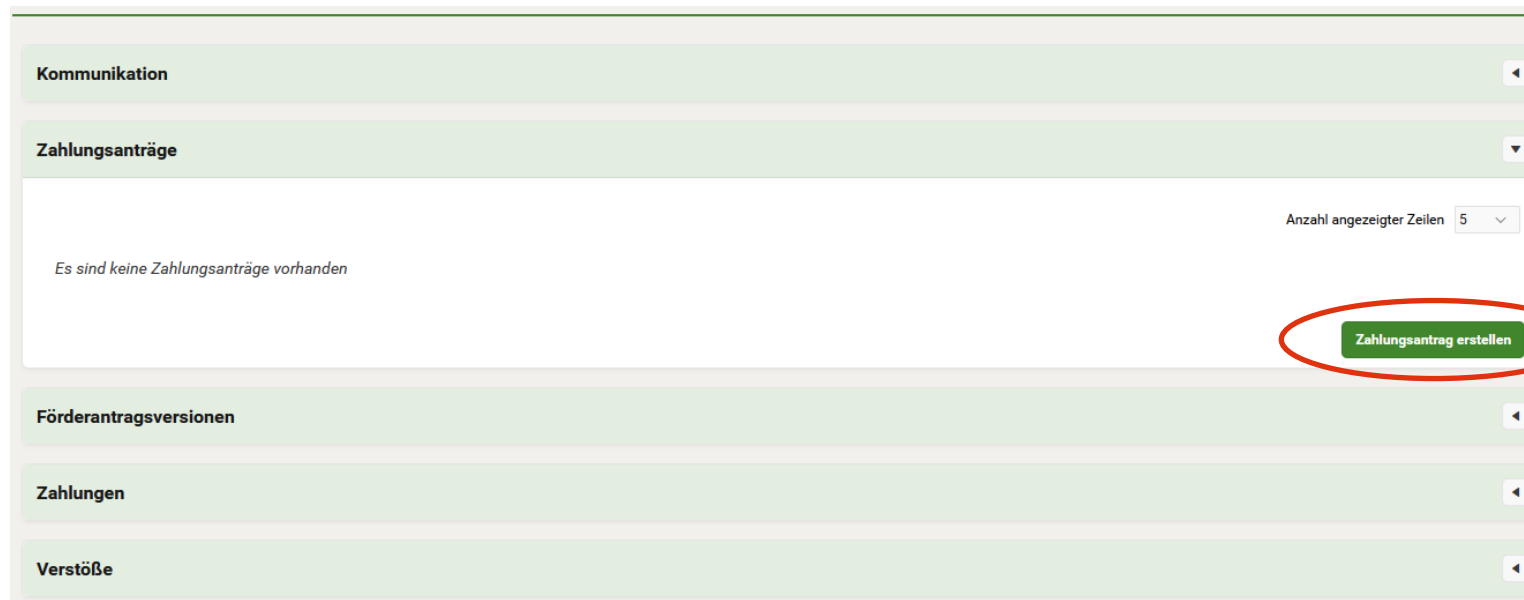 Kommunikation
Zahlungsanträge
Anzahl angezeigter Zeilen 5
Es sind keine Zahlungsanträge vorhanden
Zahlungsantrag erstellen
Förderantragsversionen
Zahlungen
Verstöße